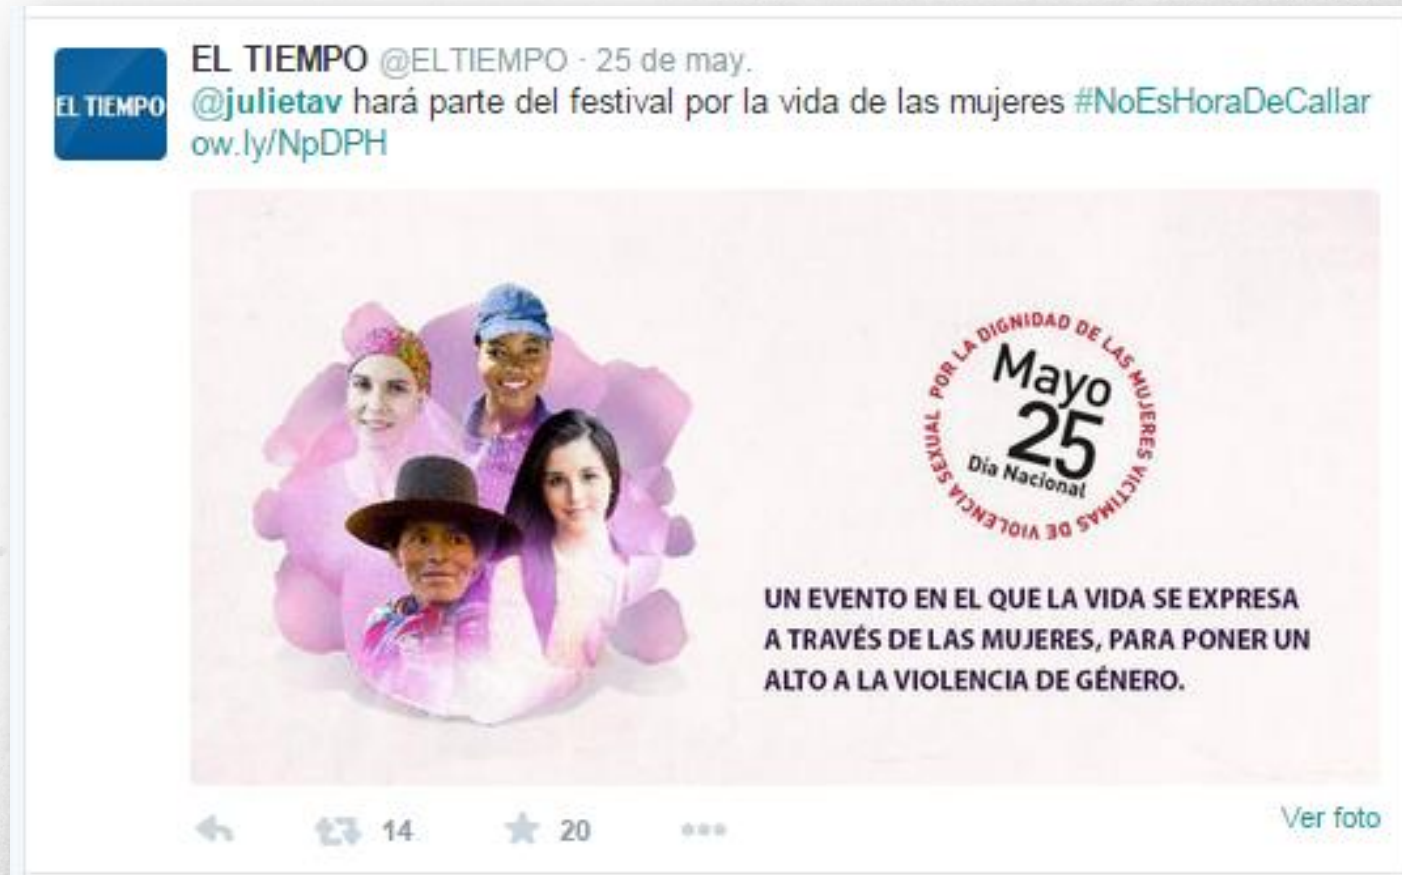 EL TIEMPO @ELTIEMPO · 25 de may.
EL TIEMPO
@julietav hará parte del festival por la vida de las mujeres #NoEsHoraDeCallar
ow.ly/NpDPH
POR LA DIGNIDAD DE LAS MUJERES VICTIMAS DE VIOLENCIA SEXUAL
Mayo
25
Día Nacional
UN EVENTO EN EL QUE LA VIDA SE EXPRESA
A TRAVÉS DE LAS MUJERES, PARA PONER UN
ALTO A LA VIOLENCIA DE GÉNERO.
14 20 Ver foto